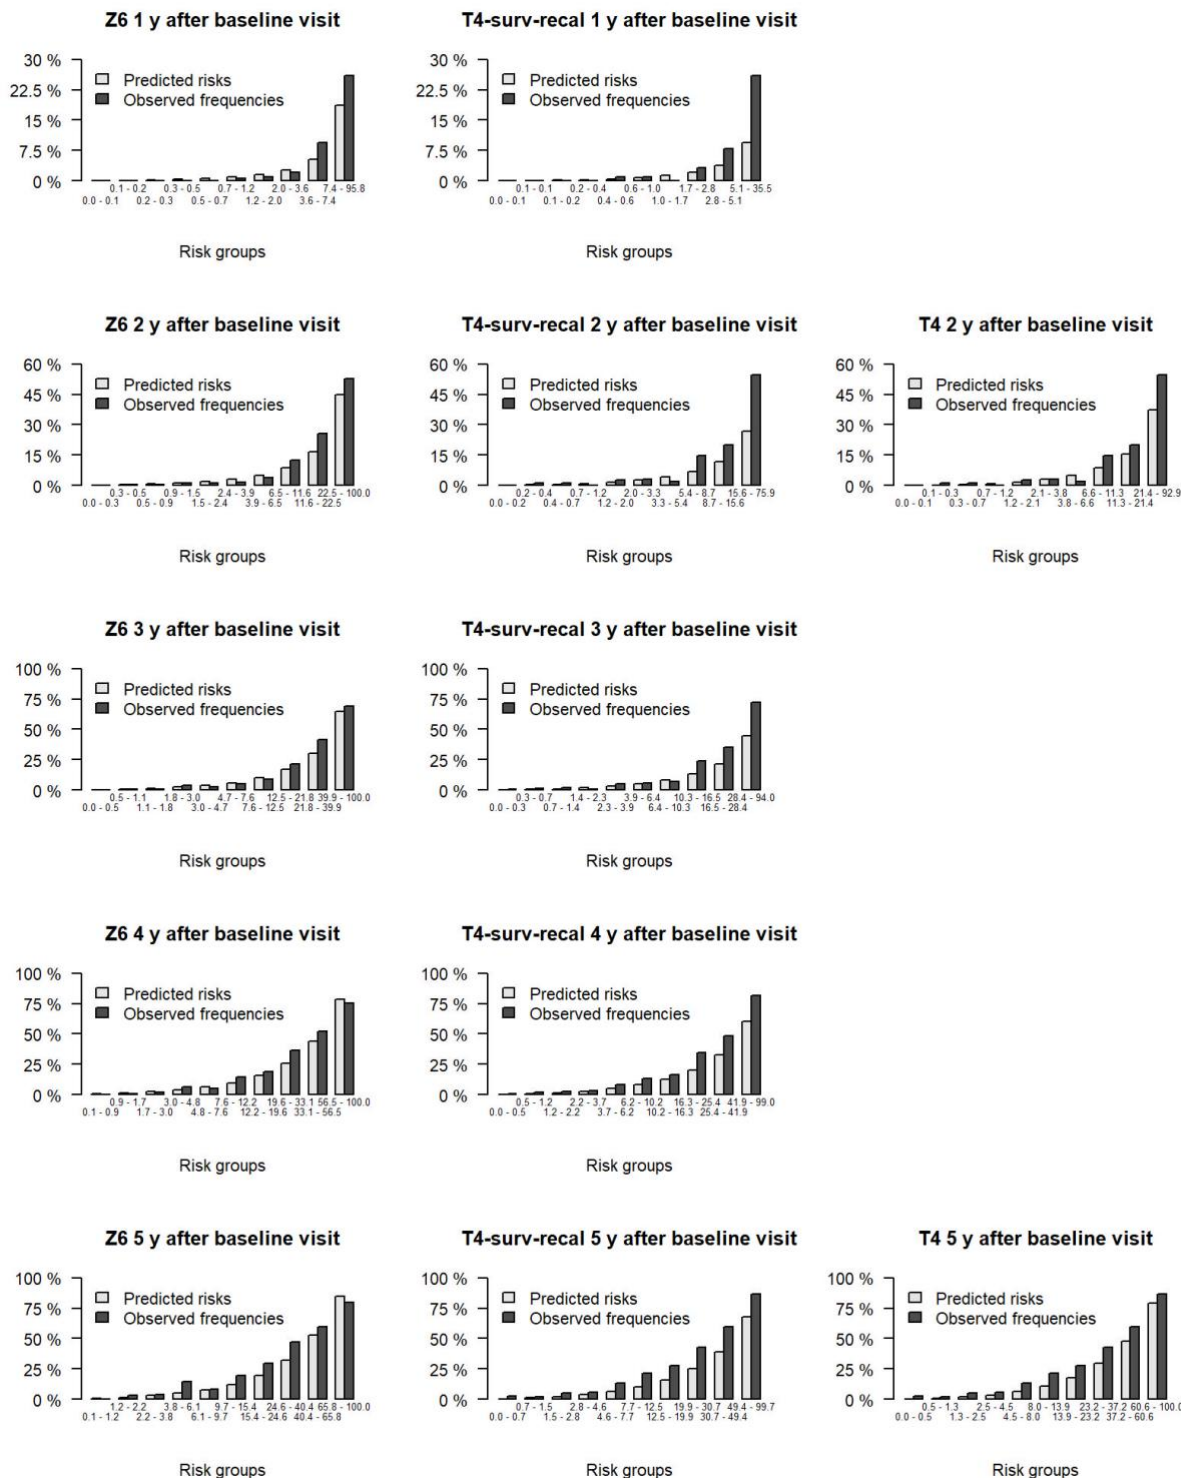 Z6 1 y after baseline visit
30 %
22.5 %
15 %
7.5 %
0 %
Predicted risks
Observed frequencies
0.1 - 0.2 0.3 - 0.5 0.7 - 1.2 2.0 - 3.6 7.4 - 95.8
0.0 - 0.1 0.2 - 0.3 0.5 - 0.7 1.2 - 2.0 3.6 - 7.4
Risk groups
T4-surv-recal 1 y after baseline visit
30 %
22.5 %
15 %
7.5 %
0 %
Predicted risks
Observed frequencies
0.1 - 0.1 0.2 - 0.4 0.6 - 1.0 1.7 - 2.8 5.1 - 35.5
0.0 - 0.1 0.1 - 0.2 0.4 - 0.6 1.0 - 1.7 2.8 - 5.1
Risk groups
Z6 2 y after baseline visit
60 %
45 %
30 %
15 %
0 %
Predicted risks
Observed frequencies
0.3 - 0.5 0.9 - 1.5 2.4 - 3.9 6.5 - 11.6 22.5 - 100.0
0.0 - 0.3 0.5 - 0.9 1.5 - 2.4 3.9 - 6.5 11.6 - 22.5
Risk groups
T4-surv-recal 2 y after baseline visit
60 %
45 %
30 %
15 %
0 %
Predicted risks
Observed frequencies
0.2 - 0.4 0.7 - 1.2 2.0 - 3.3 5.4 - 8.7 15.6 - 75.9
0.0 - 0.2 0.4 - 0.7 1.2 - 2.0 3.3 - 5.4 8.7 - 15.6
Risk groups
T4 2 y after baseline visit
60 %
45 %
30 %
15 %
0 %
Predicted risks
Observed frequencies
0.1 - 0.3 0.7 - 1.2 2.1 - 3.8 6.6 - 11.3 21.4 - 92.9
0.0 - 0.1 0.3 - 0.7 1.2 - 2.1 3.8 - 6.6 11.3 - 21.4
Risk groups
Z6 3 y after baseline visit
100 %
75 %
50 %
25 %
0 %
Predicted risks
Observed frequencies
0.5 - 1.1 1.8 - 3.0 4.7 - 7.6 12.5 - 21.8 39.9 - 100.0
0.0 - 0.5 1.1 - 1.8 3.0 - 4.7 7.6 - 12.5 21.8 - 39.9
Risk groups
T4-surv-recal 3 y after baseline visit
100 %
75 %
50 %
25 %
0 %
Predicted risks
Observed frequencies
0.3 - 0.7 1.4 - 2.3 3.9 - 6.4 10.3 - 16.5 28.4 - 94.0
0.0 - 0.3 0.7 - 1.4 2.3 - 3.9 6.4 - 10.3 16.5 - 28.4
Risk groups
Z6 4 y after baseline visit
100 %
75 %
50 %
25 %
0 %
Predicted risks
Observed frequencies
0.9 - 1.7 3.0 - 4.8 7.6 - 12.2 19.6 - 33.1 56.5 - 100.0
0.1 - 0.9 1.7 - 3.0 4.8 - 7.6 12.2 - 19.6 33.1 - 56.5
Risk groups
T4-surv-recal 4 y after baseline visit
100 %
75 %
50 %
25 %
0 %
Predicted risks
Observed frequencies
0.5 - 1.2 2.2 - 3.7 6.2 - 10.2 16.3 - 25.4 41.9 - 99.0
0.0 - 0.5 1.2 - 2.2 3.7 - 6.2 10.2 - 16.3 25.4 - 41.9
Risk groups
Z6 5 y after baseline visit
100 %
75 %
50 %
25 %
0 %
Predicted risks
Observed frequencies
1.2 - 2.2 3.8 - 6.1 9.7 - 15.4 24.6 - 40.4 65.8 - 100.0
0.1 - 1.2 2.2 - 3.8 6.1 - 9.7 15.4 - 24.6 40.4 - 65.8
Risk groups
T4-surv-recal 5 y after baseline visit
100 %
75 %
50 %
25 %
0 %
Predicted risks
Observed frequencies
0.7 - 1.5 2.8 - 4.6 7.7 - 12.5 19.9 - 30.7 49.4 - 99.7
0.0 - 0.7 1.5 - 2.8 4.6 - 7.7 12.5 - 19.9 30.7 - 49.4
Risk groups
T4 5 y after baseline visit
100 %
75 %
50 %
25 %
0 %
Predicted risks
Observed frequencies
0.5 - 1.3 2.5 - 4.5 8.0 - 13.9 23.2 - 37.2 60.6 - 100.0
0.0 - 0.5 1.3 - 2.5 4.5 - 8.0 13.9 - 23.2 37.2 - 60.6
Risk groups